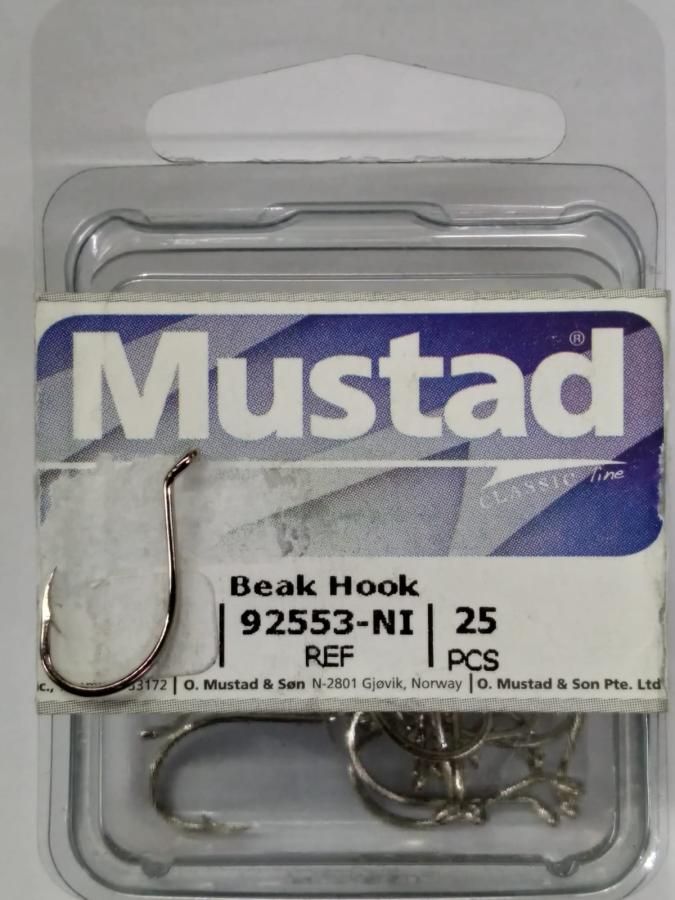 Mustad ®
CLASSIC line
Beak Hook
92553-NI 25
REF PCS
33172 | O. Mustad & Søn N-2801 Gjøvik, Norway | O. Mustad & Son Pte. Ltd